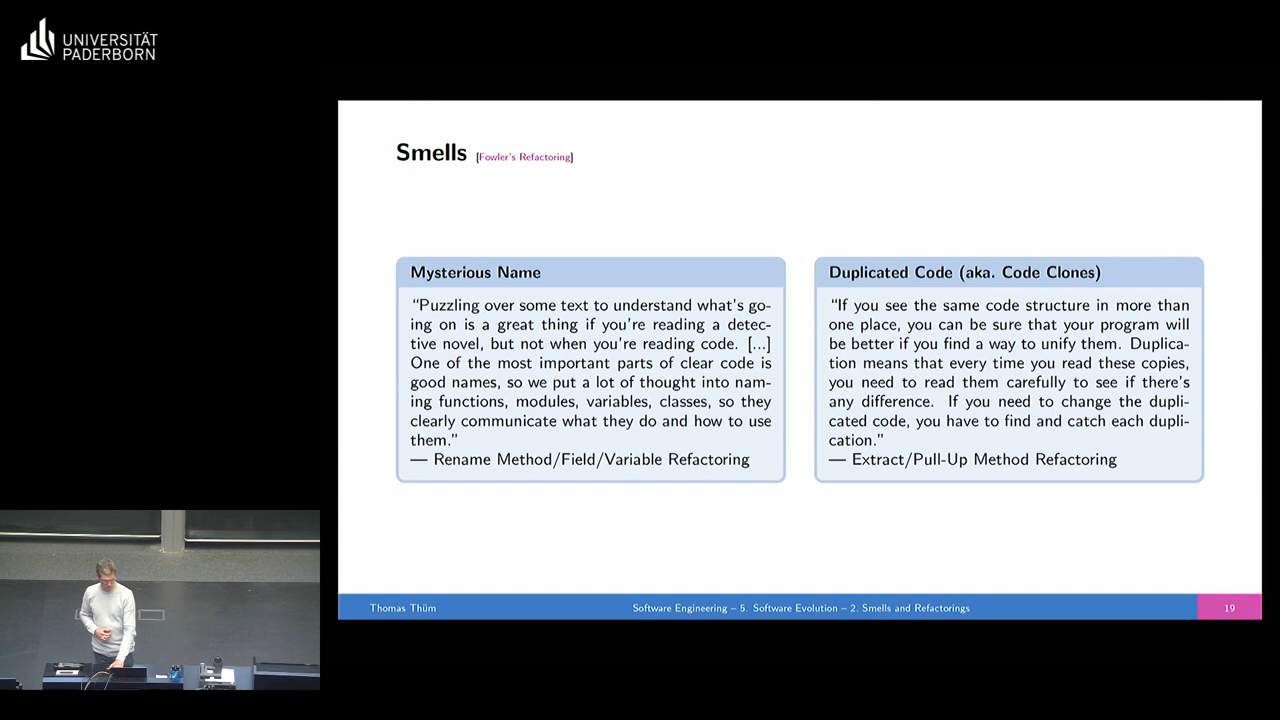 UNIVERSITÄT
PADERBORN
Smells [Fowler's Refactoring]
Mysterious Name
“Puzzling over some text to understand what's go-
ing on is a great thing if you're reading a detec-
tive novel, but not when you're reading code. [...]
One of the most important parts of clear code is
good names, so we put a lot of thought into nam-
ing functions, modules, variables, classes, so they
clearly communicate what they do and how to use
them.”
— Rename Method/Field/Variable Refactoring
Duplicated Code (aka. Code Clones)
“If you see the same code structure in more than
one place, you can be sure that your program will
be better if you find a way to unify them. Duplica-
tion means that every time you read these copies,
you need to read them carefully to see if there's
any difference. If you need to change the dupli-
cated code, you have to find and catch each dupli-
cation.”
— Extract/Pull-Up Method Refactoring
Thomas Thüm
Software Engineering – 5. Software Evolution – 2. Smells and Refactorings
19